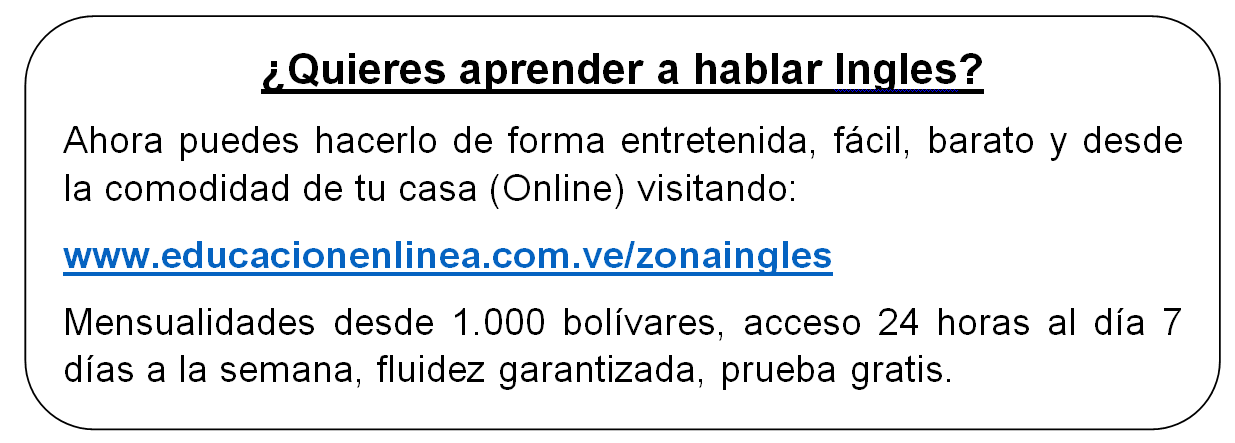 ¿Quieres aprender a hablar Ingles?
Ahora puedes hacerlo de forma entretenida, fácil, barato y desde
la comodidad de tu casa (Online) visitando:
www.educacionenlinea.com.ve/zonaingles
Mensualidades desde 1.000 bolívares, acceso 24 horas al día 7
días a la semana, fluidez garantizada, prueba gratis.